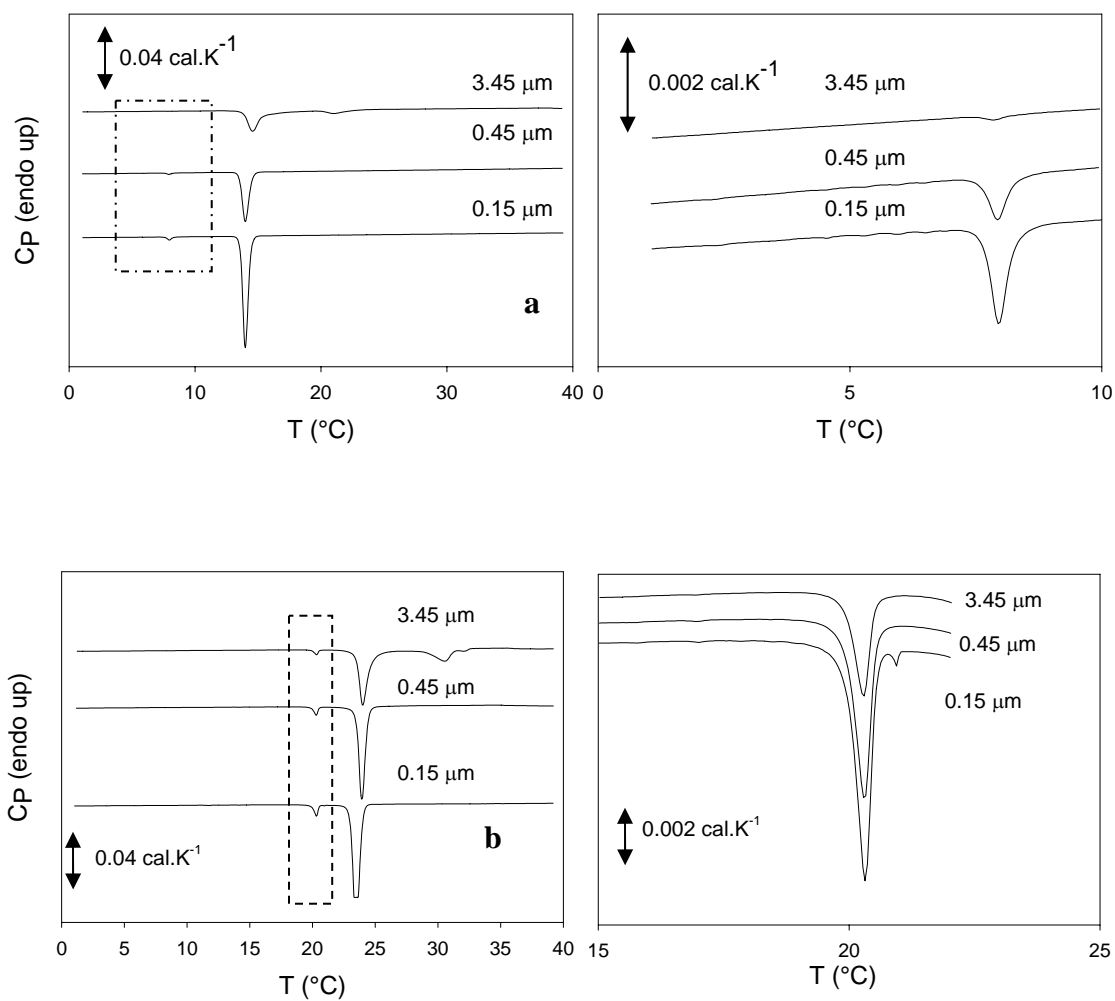 0.04 cal.K-1
3.45 μm
0.45 μm
0.15 μm
a
CP (endo up)
0 10 20 30 40
T (°C)
0.002 cal.K-1
3.45 μm
0.45 μm
0.15 μm
0 5 10
T (°C)
3.45 μm
0.45 μm
0.15 μm
0.04 cal.K-1
b
CP (endo up)
0 5 10 15 20 25 30 35 40
T (°C)
3.45 μm
0.45 μm
0.15 μm
0.002 cal.K-1
15 20 25
T (°C)